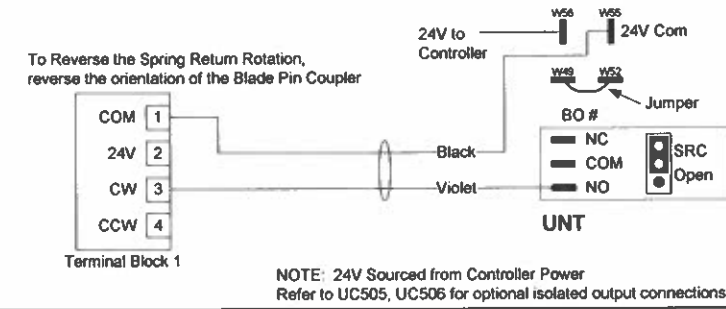 W56
W55
24V to
Controller
24V Com
To Reverse the Spring Return Rotation,
reverse the orientation of the Blade Pin Coupler
W49
W52
Jumper
BO #
COM 1
24V 2
CW 3
CCW 4
Terminal Block 1
Black
Violet
NC
COM
NO
SRC
Open
UNT
NOTE: 24V Sourced from Controller Power
Refer to UC505, UC506 for optional isolated output connections